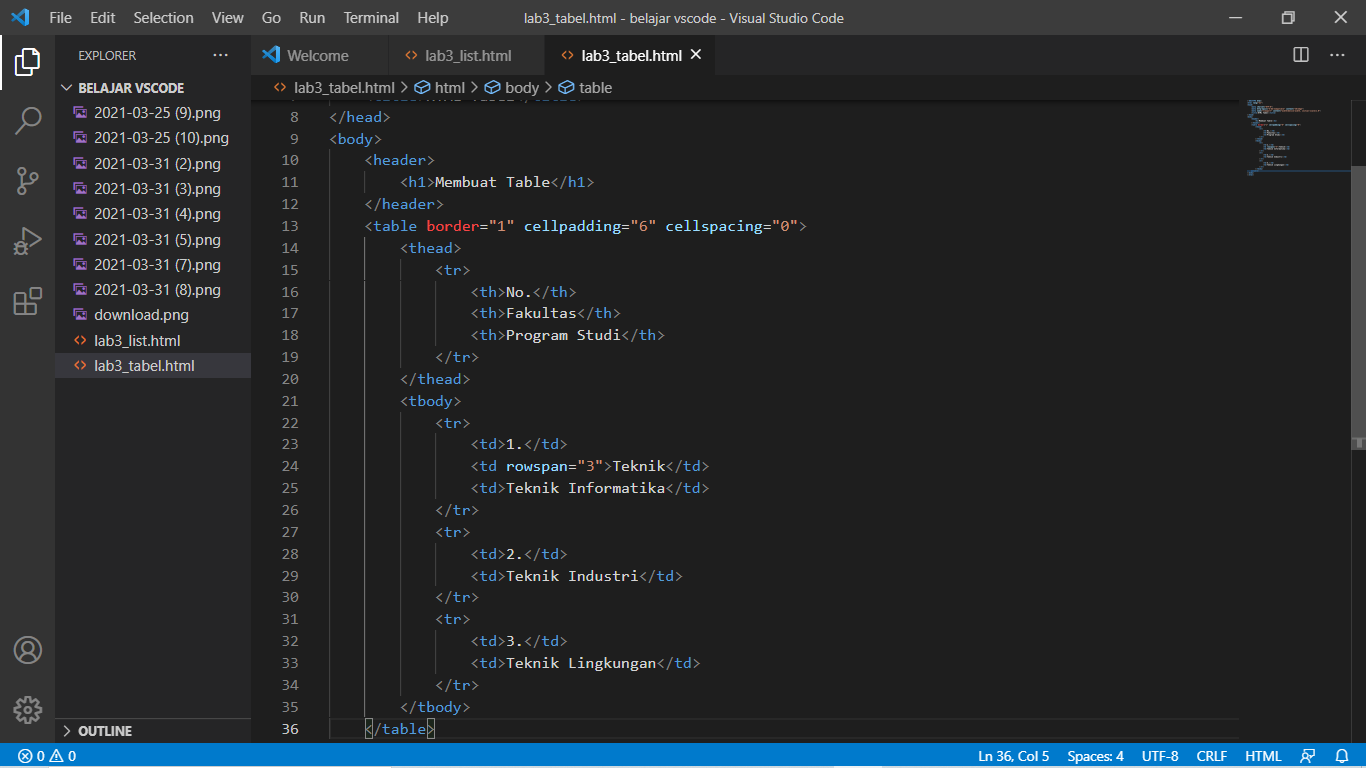 File Edit Selection View Go Run Terminal Help lab3_tabel.html - belajar vscode - Visual Studio Code
EXPLORER ···
Welcome lab3_list.html lab3_tabel.html
BELAJAR VSCODE
2021-03-25 (9).png
2021-03-25 (10).png
2021-03-31 (2).png
2021-03-31 (3).png
2021-03-31 (4).png
2021-03-31 (5).png
2021-03-31 (7).png
2021-03-31 (8).png
download.png
lab3_list.html
lab3_tabel.html
OUTLINE
lab3_tabel.html > html > body > table
8 </head>
9 <body>
10 <header>
11 <h1>Membuat Table</h1>
12 </header>
13 <table border="1" cellpadding="6" cellspacing="0">
14 <thead>
15 <tr>
16 <th>No.</th>
17 <th>Fakultas</th>
18 <th>Program Studi</th>
19 </tr>
20 </thead>
21 <tbody>
22 <tr>
23 <td>1.</td>
24 <td rowspan="3">Teknik</td>
25 <td>Teknik Informatika</td>
26 </tr>
27 <tr>
28 <td>2.</td>
29 <td>Teknik Industri</td>
30 </tr>
31 <tr>
32 <td>3.</td>
33 <td>Teknik Lingkungan</td>
34 </tr>
35 </tbody>
36 </table>
0 0 Ln 36, Col 5 Spaces: 4 UTF-8 CRLF HTML